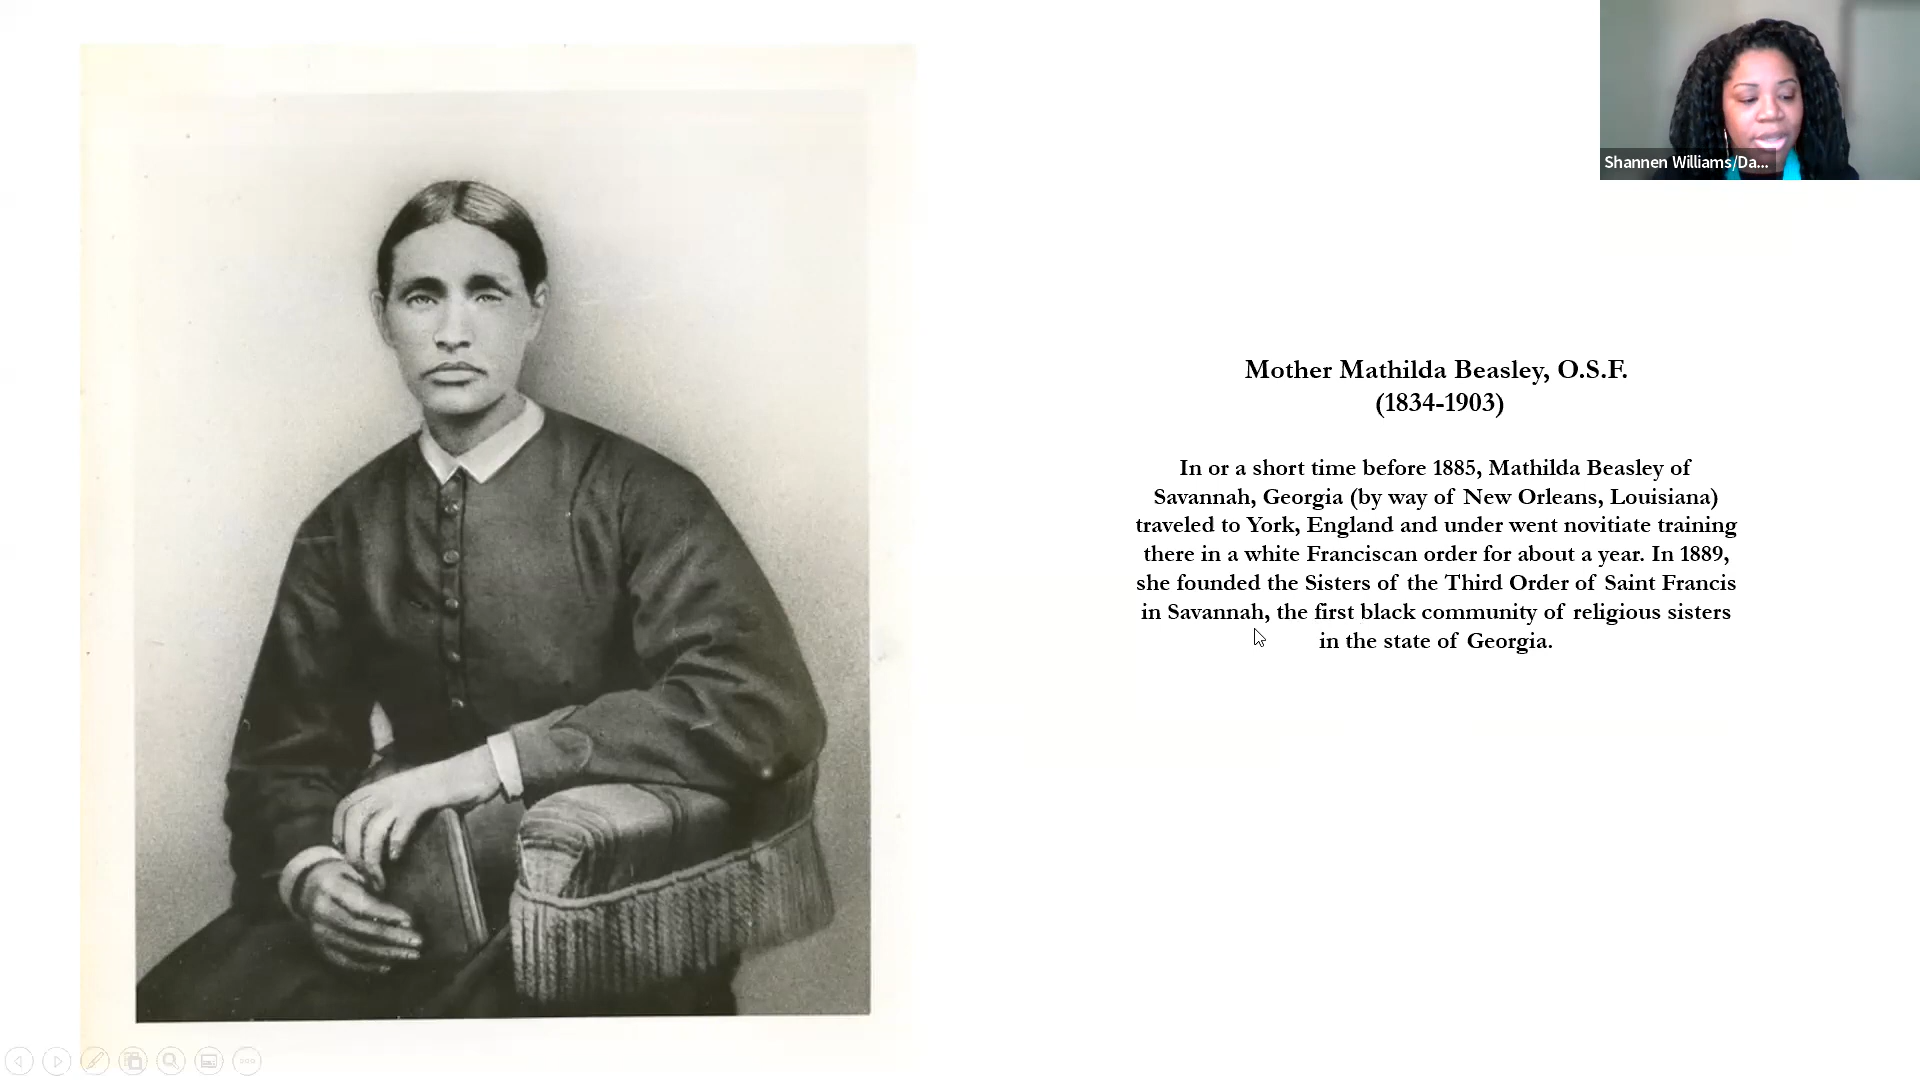 Shannen Williams/Da...
Mother Mathilda Beasley, O.S.F.
(1834-1903)
In or a short time before 1885, Mathilda Beasley of
Savannah, Georgia (by way of New Orleans, Louisiana)
traveled to York, England and under went novitiate training
there in a white Franciscan order for about a year. In 1889,
she founded the Sisters of the Third Order of Saint Francis
in Savannah, the first black community of religious sisters
in the state of Georgia.